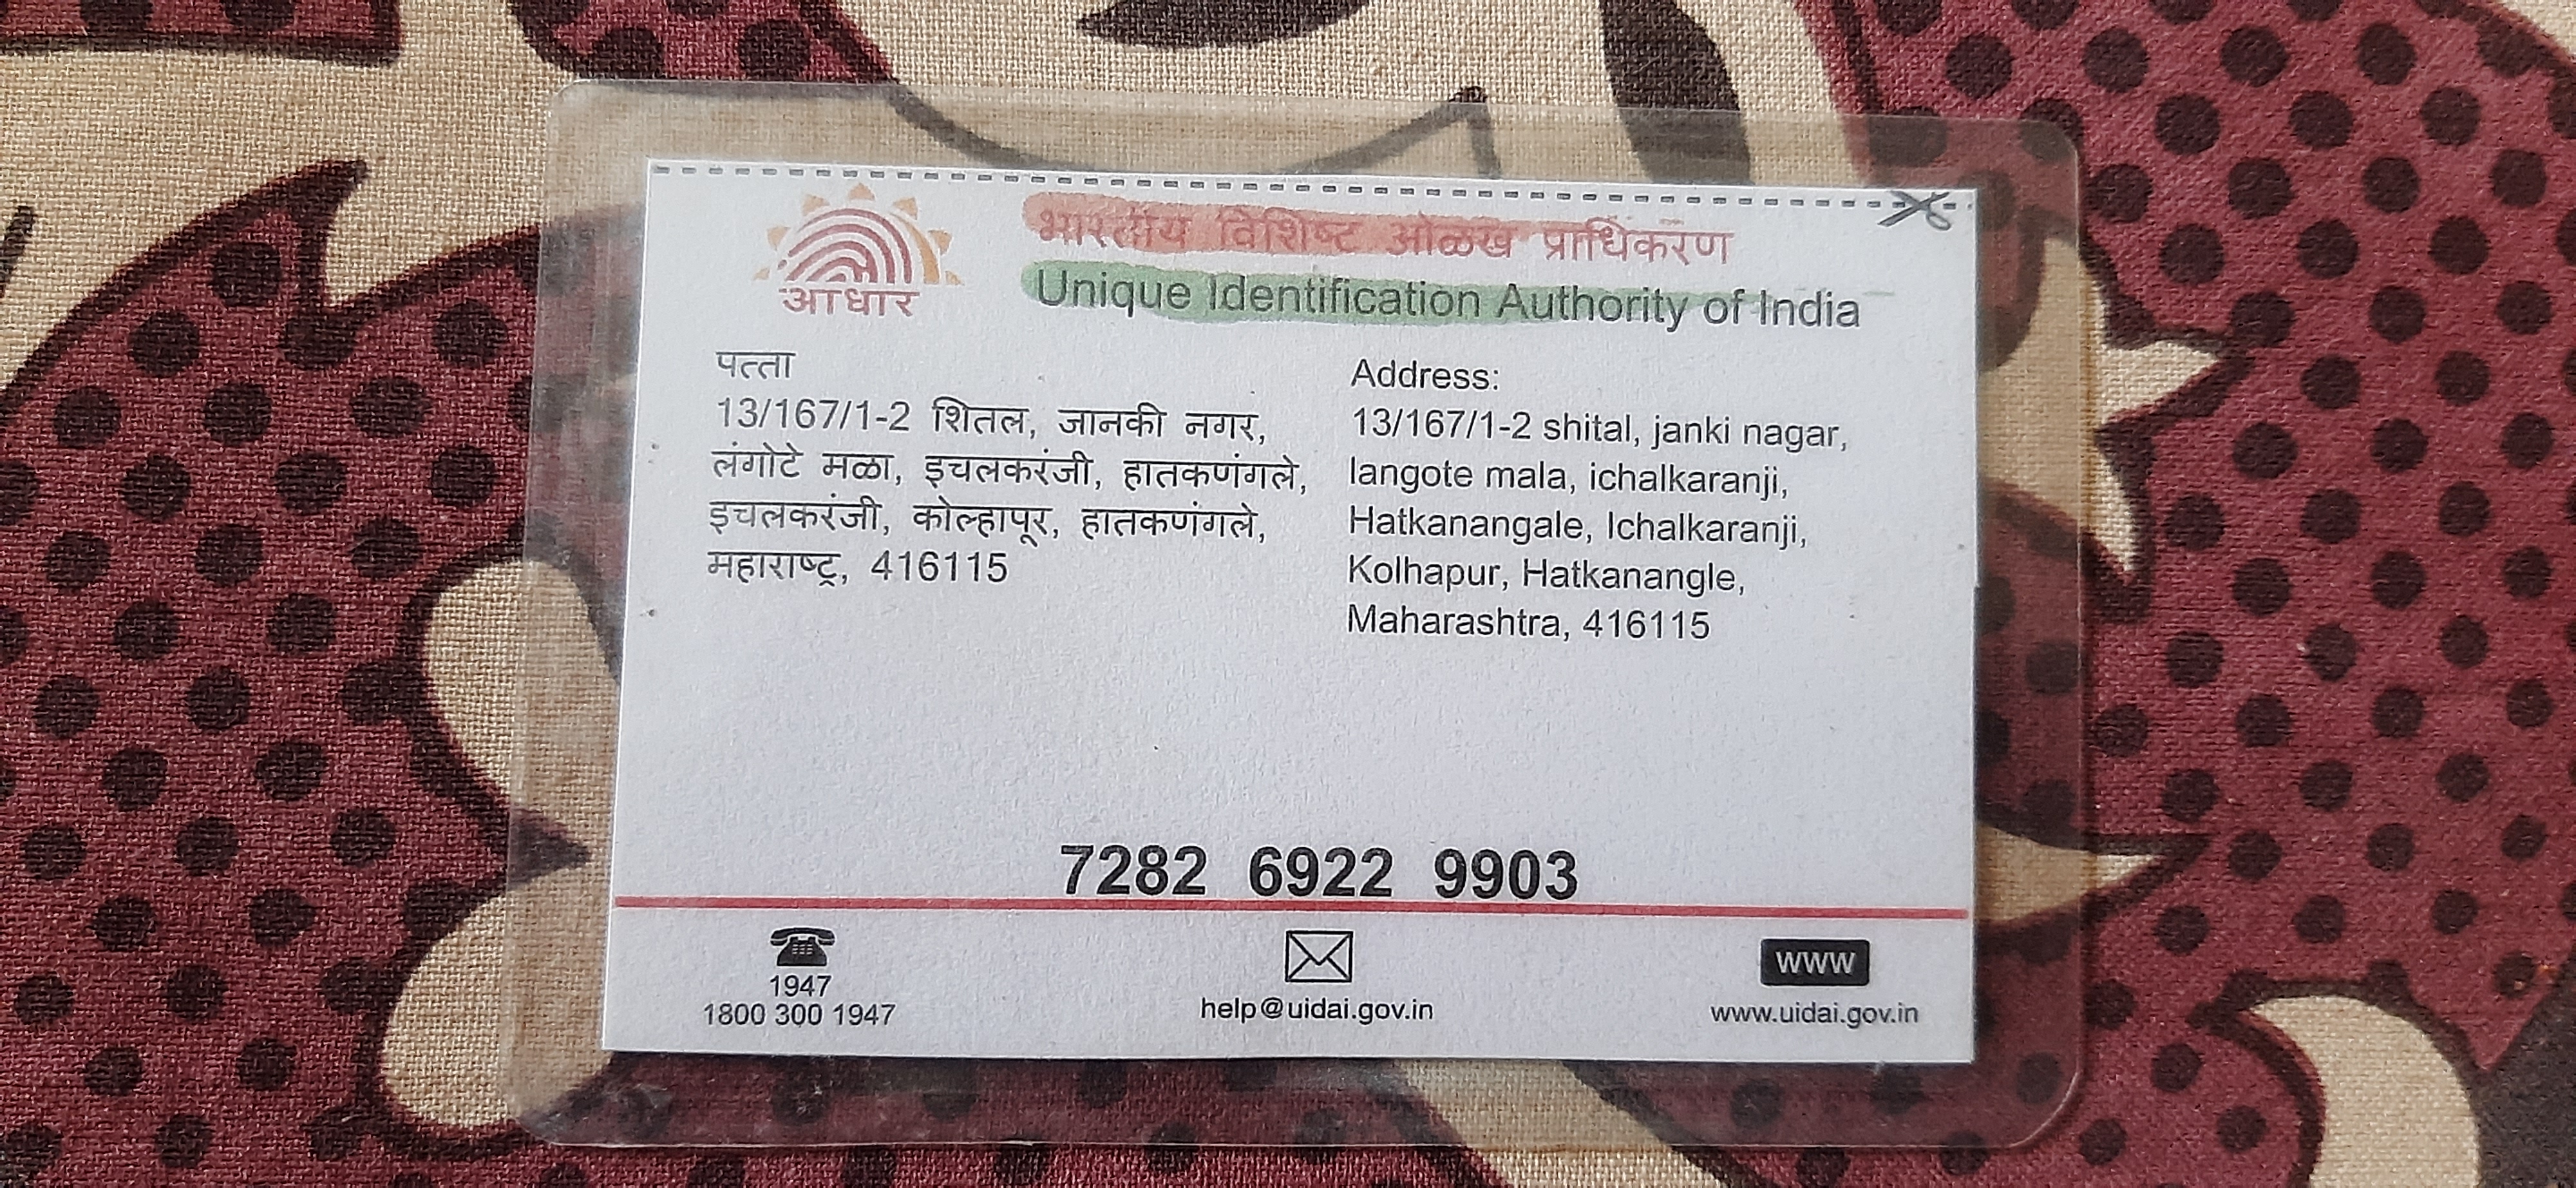 आधार
भारतीय विशिष्ट ओळख प्राधिकरण
Unique Identification Authority of India
पत्ता
13/167/1-2 शितल, जानकी नगर,
लंगोटे मळा, इचलकरंजी, हातकणंगले,
इचलकरंजी, कोल्हापूर, हातकणंगले,
महाराष्ट्र, 416115
Address:
13/167/1-2 shital, janki nagar,
langote mala, ichalkaranji,
Hatkanangale, Ichalkaranji,
Kolhapur, Hatkanangle,
Maharashtra, 416115
7282 6922 9903
1947
1800 300 1947
help@uidai.gov.in
www
www.uidai.gov.in